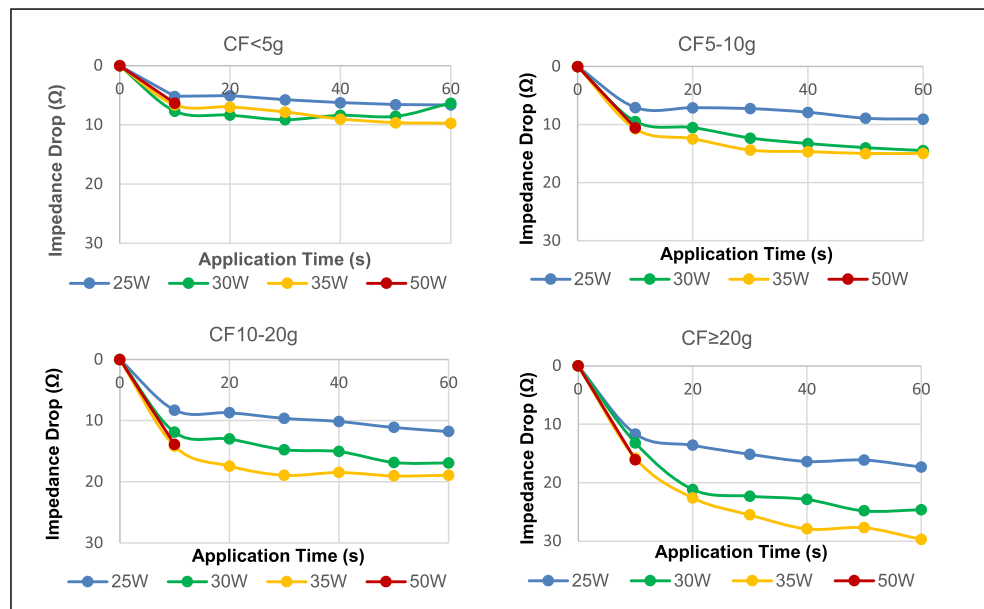 CF<5g
0
0 20 40 60
10
20
30
Impedance Drop (Ω)
Application Time (s)
25W 30W 35W 50W
CF5-10g
0
0 20 40 60
10
20
30
Impedance Drop (Ω)
Application Time (s)
25W 30W 35W 50W
CF10-20g
0
0 20 40 60
10
20
30
Impedance Drop (Ω)
Application Time (s)
25W 30W 35W 50W
CF≥20g
0
0 20 40 60
10
20
30
Impedance Drop (Ω)
Application Time (s)
25W 30W 35W 50W